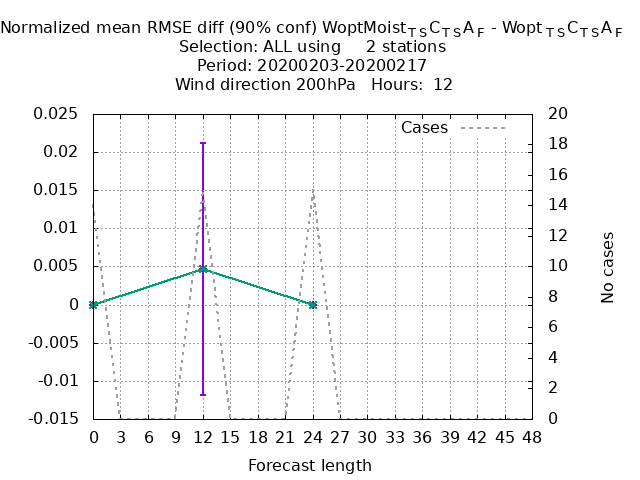 Normalized mean RMSE diff (90% conf) WoptMoist_TSC_TSA_F - Wopt_TSC_TSA_F
Selection: ALL using 2 stations
Period: 20200203-20200217
Wind direction 200hPa Hours: 12
0.025
0.02
0.015
0.01
0.005
0
-0.005
-0.01
-0.015
Cases
20
18
16
14
12
10
8
6
4
2
0
No cases
0 3 6 9 12 15 18 21 24 27 30 33 36 39 42 45 48
Forecast length